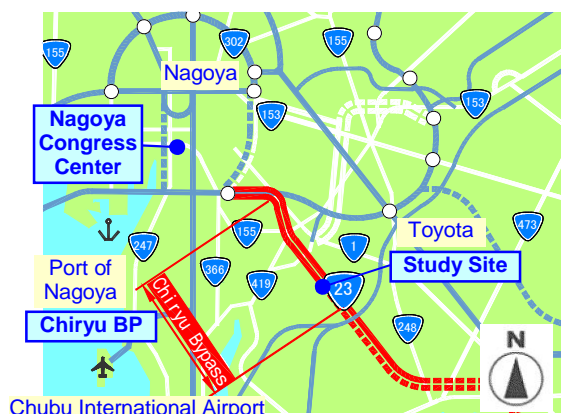 155
302
155
Nagoya
153
153
Nagoya
Congress
Center
473
Toyota
247
155
1
366
419
Study Site
Port of
Nagoya
23
Chiryu Bypass
Chiryu BP
248
N
Chubu International Airport